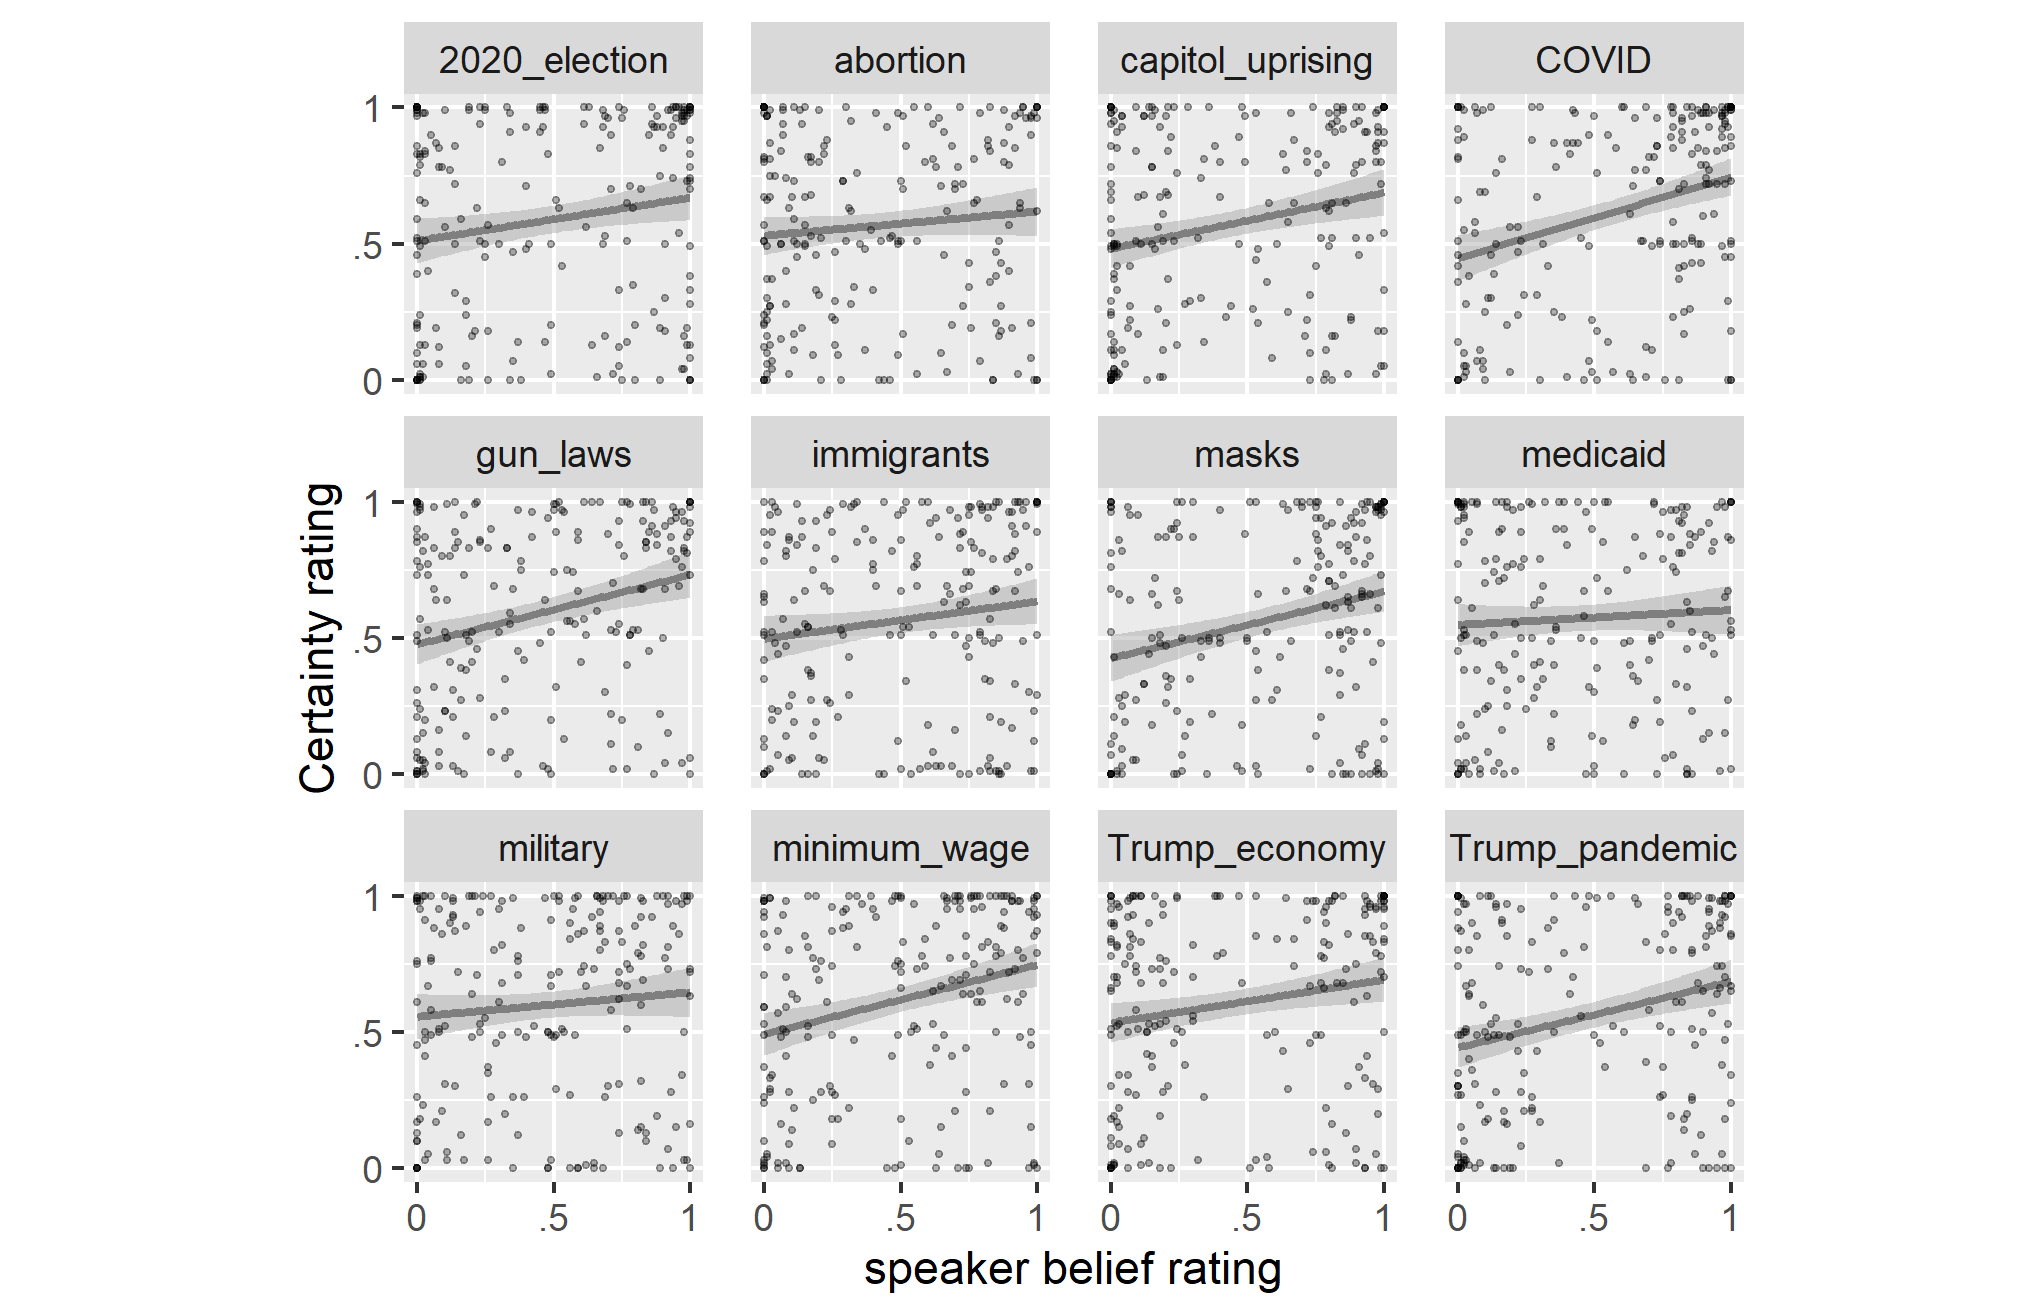 2020_election
abortion
capitol_uprising
COVID
1
.5
0
gun_laws
immigrants
masks
medicaid
Certainty rating
1
.5
0
military
minimum_wage
Trump_economy
Trump_pandemic
1
.5
0
0 .5 1
0 .5 1
0 .5 1
0 .5 1
speaker belief rating